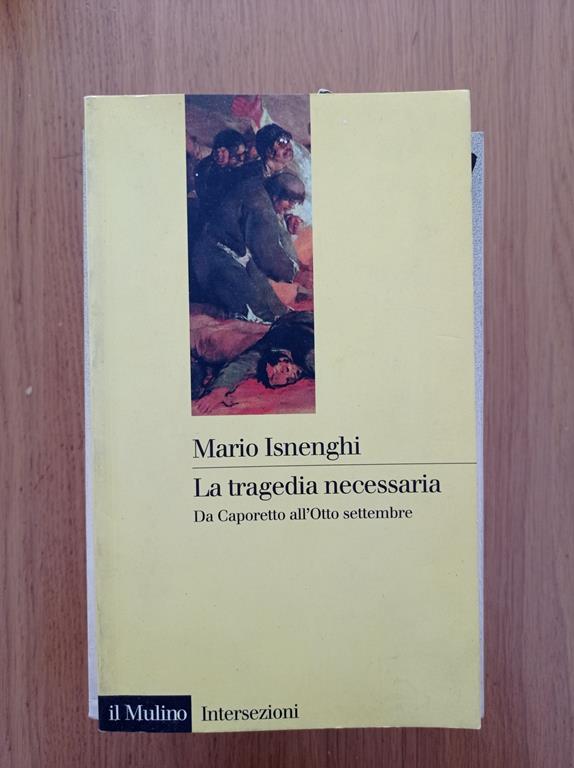 Mario Isnenghi
La tragedia necessaria
Da Caporetto all'Otto settembre
il Mulino Intersezioni